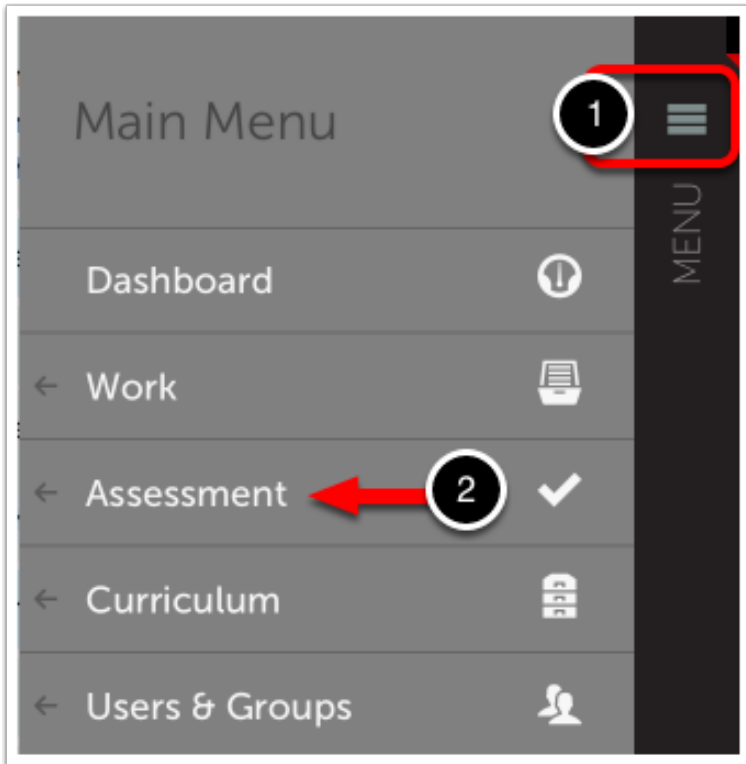 Main Menu
1
MENU
Dashboard
Work
Assessment
2
Curriculum
Users & Groups